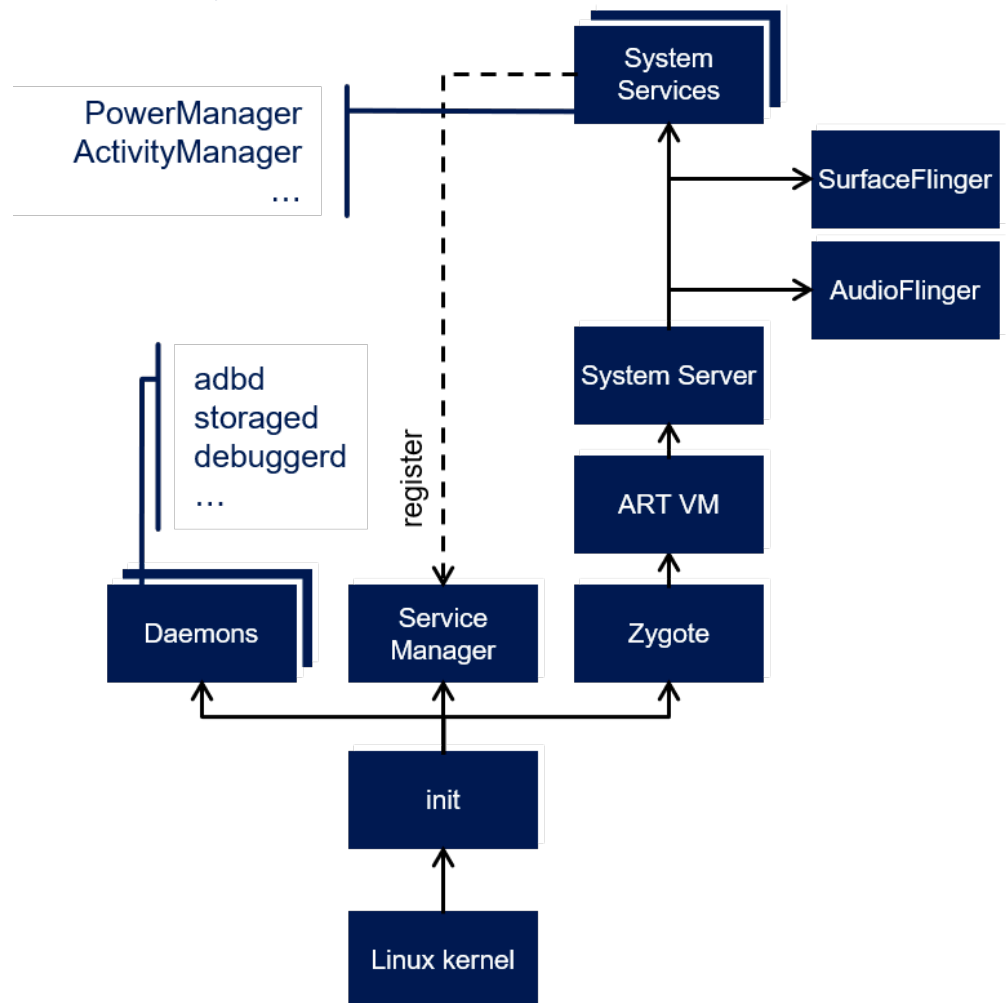 System
Services
PowerManager
ActivityManager
...
SurfaceFlinger
AudioFlinger
System Server
adbd
storaged
debuggerd
...
register
ART VM
Daemons
Service
Manager
Zygote
init
Linux kernel